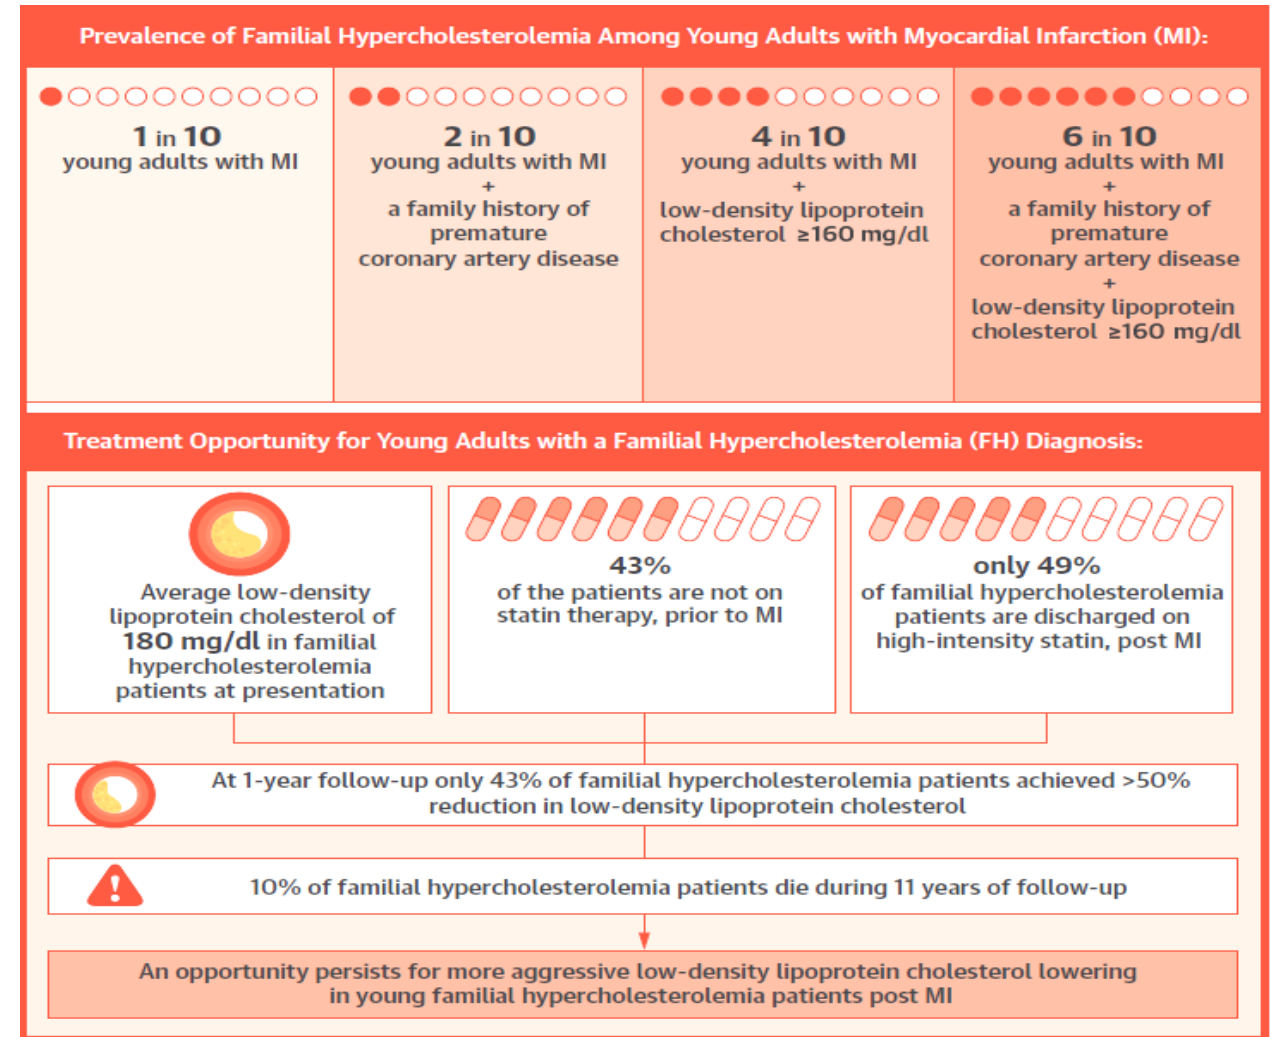 Prevalence of Familial Hypercholesterolemia Among Young Adults with Myocardial Infarction (MI):
1 in 10
young adults with MI
2 in 10
young adults with MI
+
a family history of
premature
coronary artery disease
4 in 10
young adults with MI
+
low-density lipoprotein
cholesterol ≥160 mg/dl
6 in 10
young adults with MI
+
a family history of
premature
coronary artery disease
+
low-density lipoprotein
cholesterol ≥160 mg/dl
Treatment Opportunity for Young Adults with a Familial Hypercholesterolemia (FH) Diagnosis:
Average low-density
lipoprotein cholesterol of
180 mg/dl in familial
hypercholesterolemia
patients at presentation
43%
of the patients are not on
statin therapy, prior to MI
only 49%
of familial hypercholesterolemia
patients are discharged on
high-intensity statin, post MI
At 1-year follow-up only 43% of familial hypercholesterolemia patients achieved >50%
reduction in low-density lipoprotein cholesterol
!
10% of familial hypercholesterolemia patients die during 11 years of follow-up
An opportunity persists for more aggressive low-density lipoprotein cholesterol lowering
in young familial hypercholesterolemia patients post MI